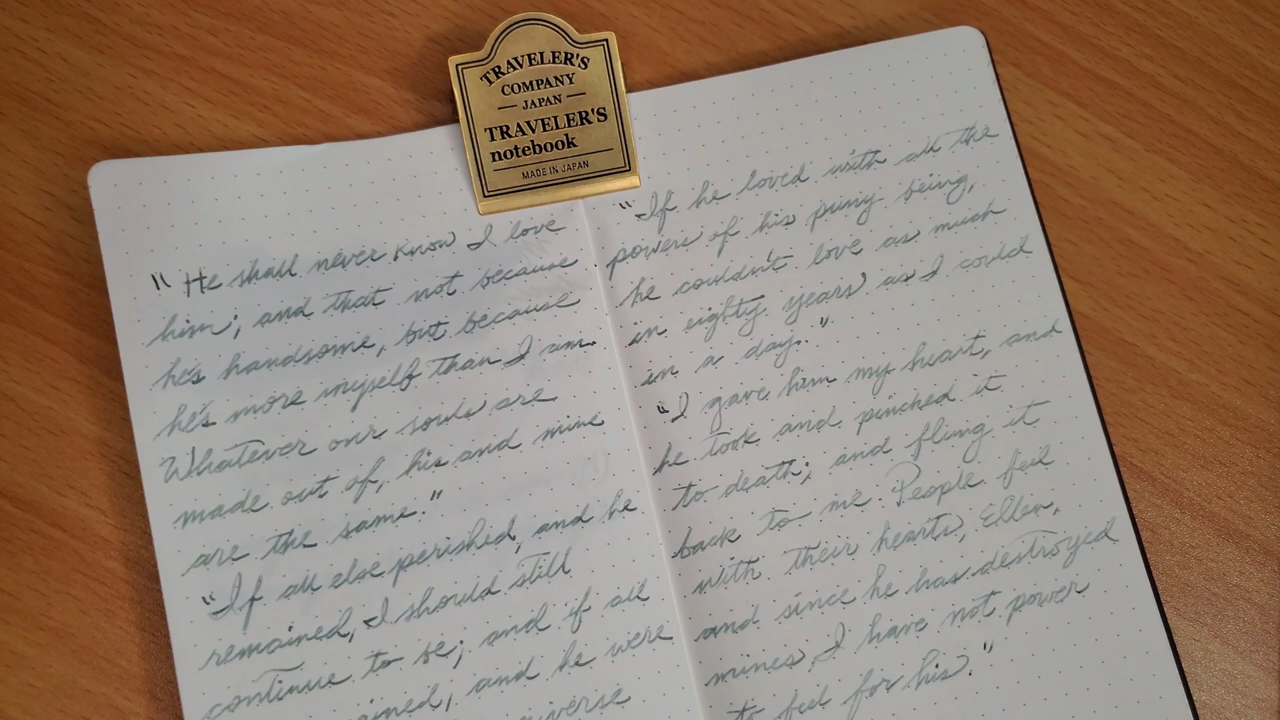 TRAVELER'S
COMPANY
JAPAN
TRAVELER'S
notebook
MADE IN JAPAN
"He shall never know I love
him; and that not because
he's handsome, but because
he's more myself than I am.
Whatever our souls are
made out of, his and mine
are the same."
"If all else perished, and he
remained, I should still
continue to be; and if all
ained, and he were
niverse
"If he loved with all the
powers of his puny being,
he couldn't love as much
in eighty years as I could
in a day."
"I gave him my heart, and
he took and pinched it
to death; and fling it
back to me. People feel
with their hearts, Ellen,
and since he has destroyed
mines, I have not power
to feel for his."